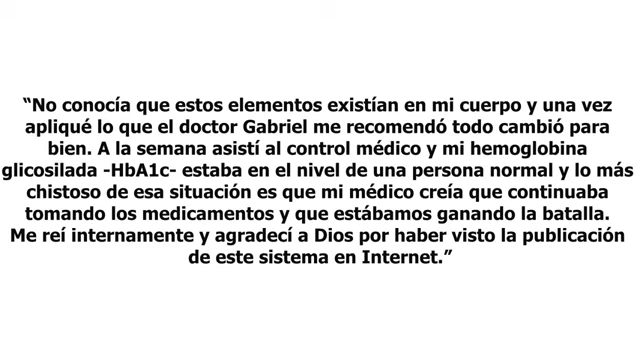 “No conocía que estos elementos existían en mi cuerpo y una vez
apliqué lo que el doctor Gabriel me recomendó todo cambió para
bien. A la semana asistí al control médico y mi hemoglobina
glicosilada -HbA1c- estaba en el nivel de una persona normal y lo más
chistoso de esa situación es que mi médico creía que continuaba
tomando los medicamentos y que estábamos ganando la batalla.
Me reí internamente y agradecí a Dios por haber visto la publicación
de este sistema en Internet.”